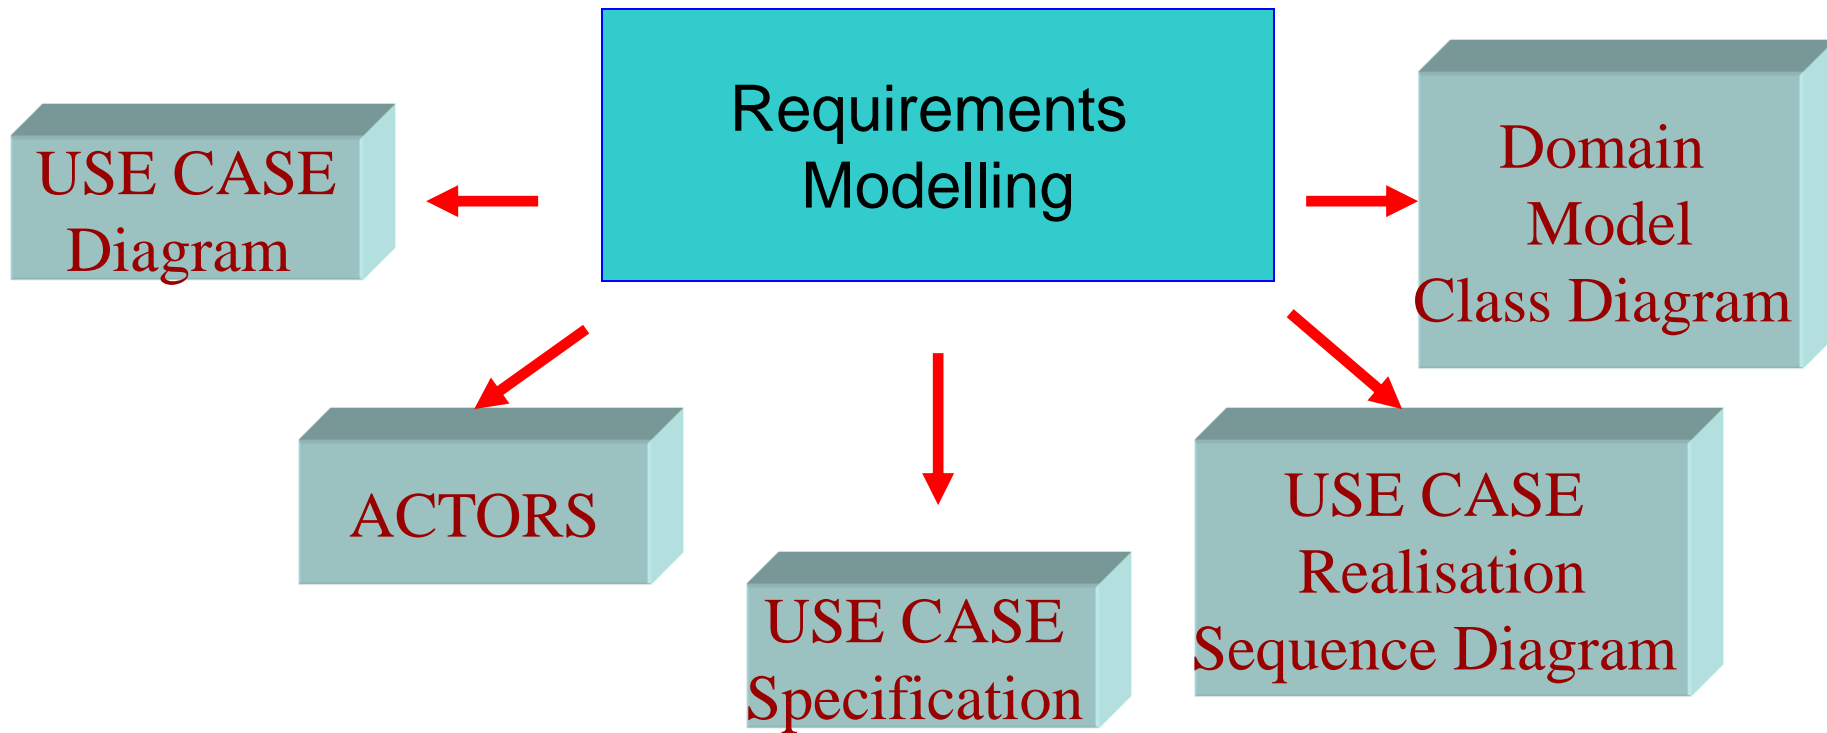 Requirements
Modelling
USE CASE
Diagram
ACTORS
USE CASE
Specification
USE CASE
Realisation
Sequence Diagram
Domain
Model
Class Diagram